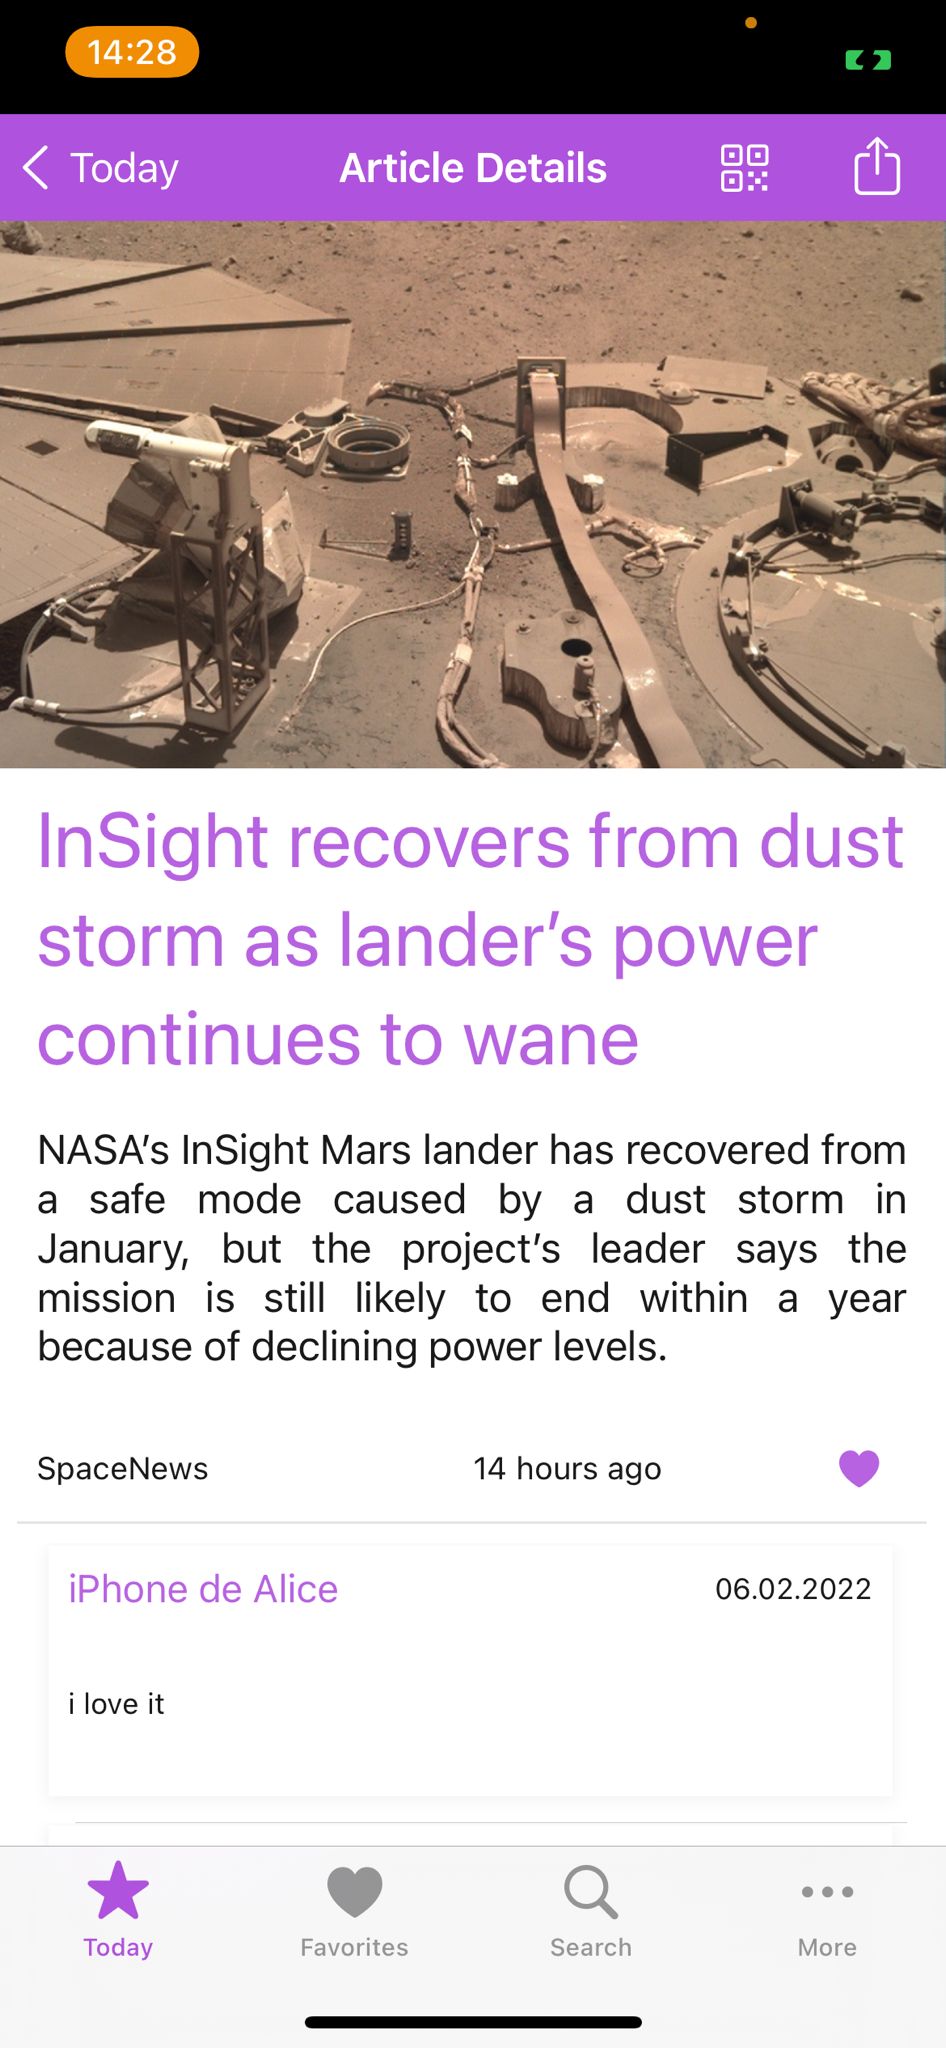 14:28
Today
Article Details
InSight recovers from dust
storm as lander’s power
continues to wane
NASA’s InSight Mars lander has recovered from
a safe mode caused by a dust storm in
January, but the project’s leader says the
mission is still likely to end within a year
because of declining power levels.
SpaceNews
14 hours ago
iPhone de Alice
06.02.2022
i love it
Today
Favorites
Search
More